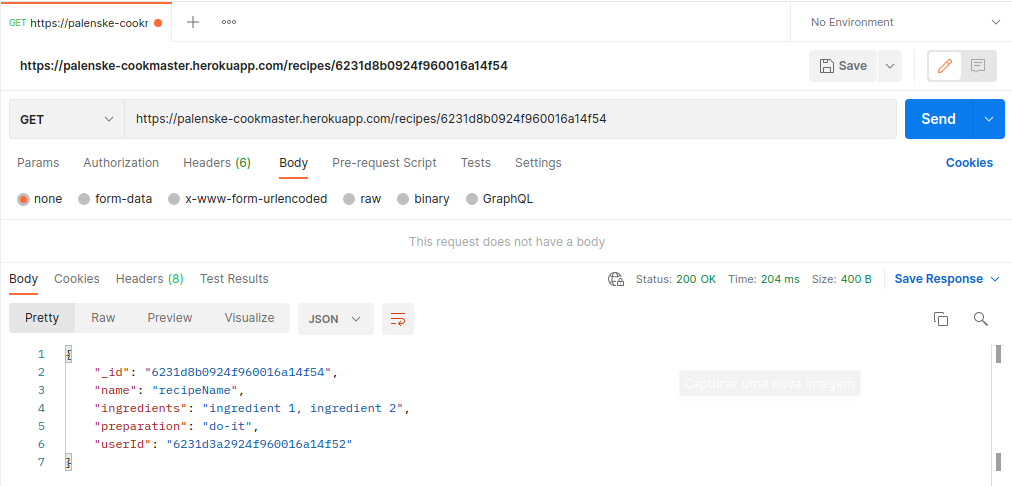 GET https://palenske-cookr
No Environment
https://palenske-cookmaster.herokuapp.com/recipes/6231d8b0924f960016a14f54
Save
GET https://palenske-cookmaster.herokuapp.com/recipes/6231d8b0924f960016a14f54
Send
Params Authorization Headers (6) Body Pre-request Script Tests Settings Cookies
none form-data x-www-form-urlencoded raw binary GraphQL
This request does not have a body
Body Cookies Headers (8) Test Results Status: 200 OK Time: 204 ms Size: 400 B Save Response
Pretty Raw Preview Visualize JSON
1 {
2 "_id": "6231d8b0924f960016a14f54",
3 "name": "recipeName",
Capturar uma nova imagem
4 "ingredients": "ingredient 1, ingredient 2",
5 "preparation": "do-it",
6 "userId": "6231d3a2924f960016a14f52"
7 }